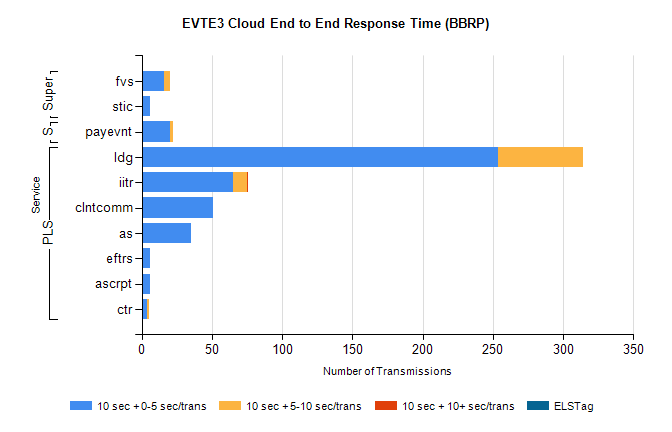 EVTE3 Cloud End to End Response Time (BBRP)
Super
fvs
stic
S
payevnt
Service
PLS
ldg
iitr
clntcomm
as
eftrs
ascrpt
ctr
0 50 100 150 200 250 300 350
Number of Transmissions
10 sec +0-5 sec/trans 10 sec +5-10 sec/trans 10 sec + 10+ sec/trans ELSTag